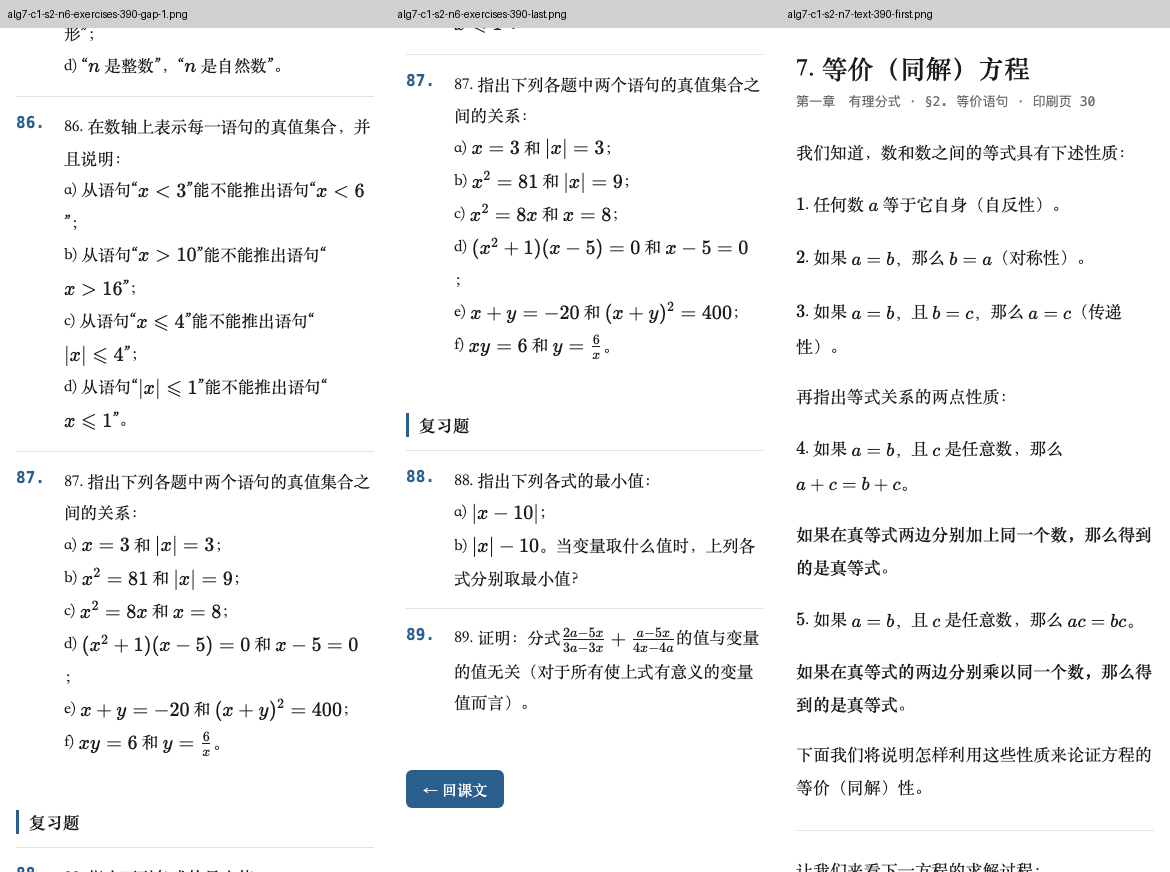 alg7-c1-s2-n6-exercises-390-gap-1.png
形”；
d) “n 是整数”，“n 是自然数”。
86.
86. 在数轴上表示每一语句的真值集合，并
且说明：
a) 从语句“x < 3”能不能推出语句“x < 6
”；
b) 从语句“x > 10”能不能推出语句“
x > 16”；
c) 从语句“x ⩽ 4”能不能推出语句“
|x| ⩽ 4”；
d) 从语句“|x| ⩽ 1”能不能推出语句“
x ⩽ 1”。
87.
87. 指出下列各题中两个语句的真值集合之
间的关系：
a) x = 3 和 |x| = 3；
b) x² = 81 和 |x| = 9；
c) x² = 8x 和 x = 8；
d) (x² + 1)(x − 5) = 0 和 x − 5 = 0
；
e) x + y = −20 和 (x + y)² = 400；
f) xy = 6 和 y = 6/x。
复习题
alg7-c1-s2-n6-exercises-390-last.png
87.
87. 指出下列各题中两个语句的真值集合之
间的关系：
a) x = 3 和 |x| = 3；
b) x² = 81 和 |x| = 9；
c) x² = 8x 和 x = 8；
d) (x² + 1)(x − 5) = 0 和 x − 5 = 0
；
e) x + y = −20 和 (x + y)² = 400；
f) xy = 6 和 y = 6/x。
复习题
88.
88. 指出下列各式的最小值：
a) |x − 10|；
b) |x| − 10。当变量取什么值时，上列各
式分别取最小值？
89.
89. 证明：分式(2a−5x)/(3a−3x) + (a−5x)/(4x−4a)的值与变量
的值无关（对于所有使上式有意义的变量
值而言）。
← 回课文
alg7-c1-s2-n7-text-390-first.png
7. 等价（同解）方程
第一章 有理分式 · §2. 等价语句 · 印刷页 30
我们知道，数和数之间的等式具有下述性质：
1. 任何数 a 等于它自身（自反性）。
2. 如果 a = b，那么 b = a（对称性）。
3. 如果 a = b，且 b = c，那么 a = c（传递
性）。
再指出等式关系的两点性质：
4. 如果 a = b，且 c 是任意数，那么
a + c = b + c。
如果在真等式两边分别加上同一个数，那么得到
的是真等式。
5. 如果 a = b，且 c 是任意数，那么 ac = bc。
如果在真等式的两边分别乘以同一个数，那么得
到的是真等式。
下面我们将说明怎样利用这些性质来论证方程的
等价（同解）性。
让我们来看下一方程的求解过程：